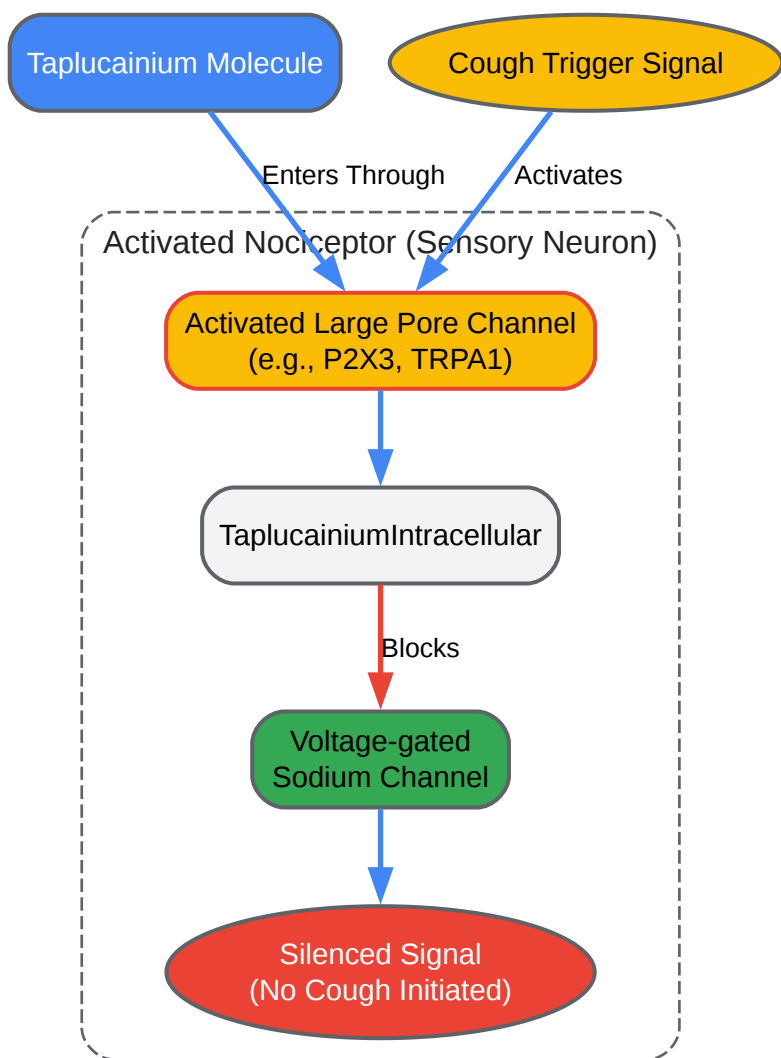 Taplucainium Molecule
Cough Trigger Signal
Enters Through
Activates
Activated Nociceptor (Sensory Neuron)
Activated Large Pore Channel
(e.g., P2X3, TRPA1)
TaplucainiumIntracellular
Blocks
Voltage-gated
Sodium Channel
Silenced Signal
(No Cough Initiated)